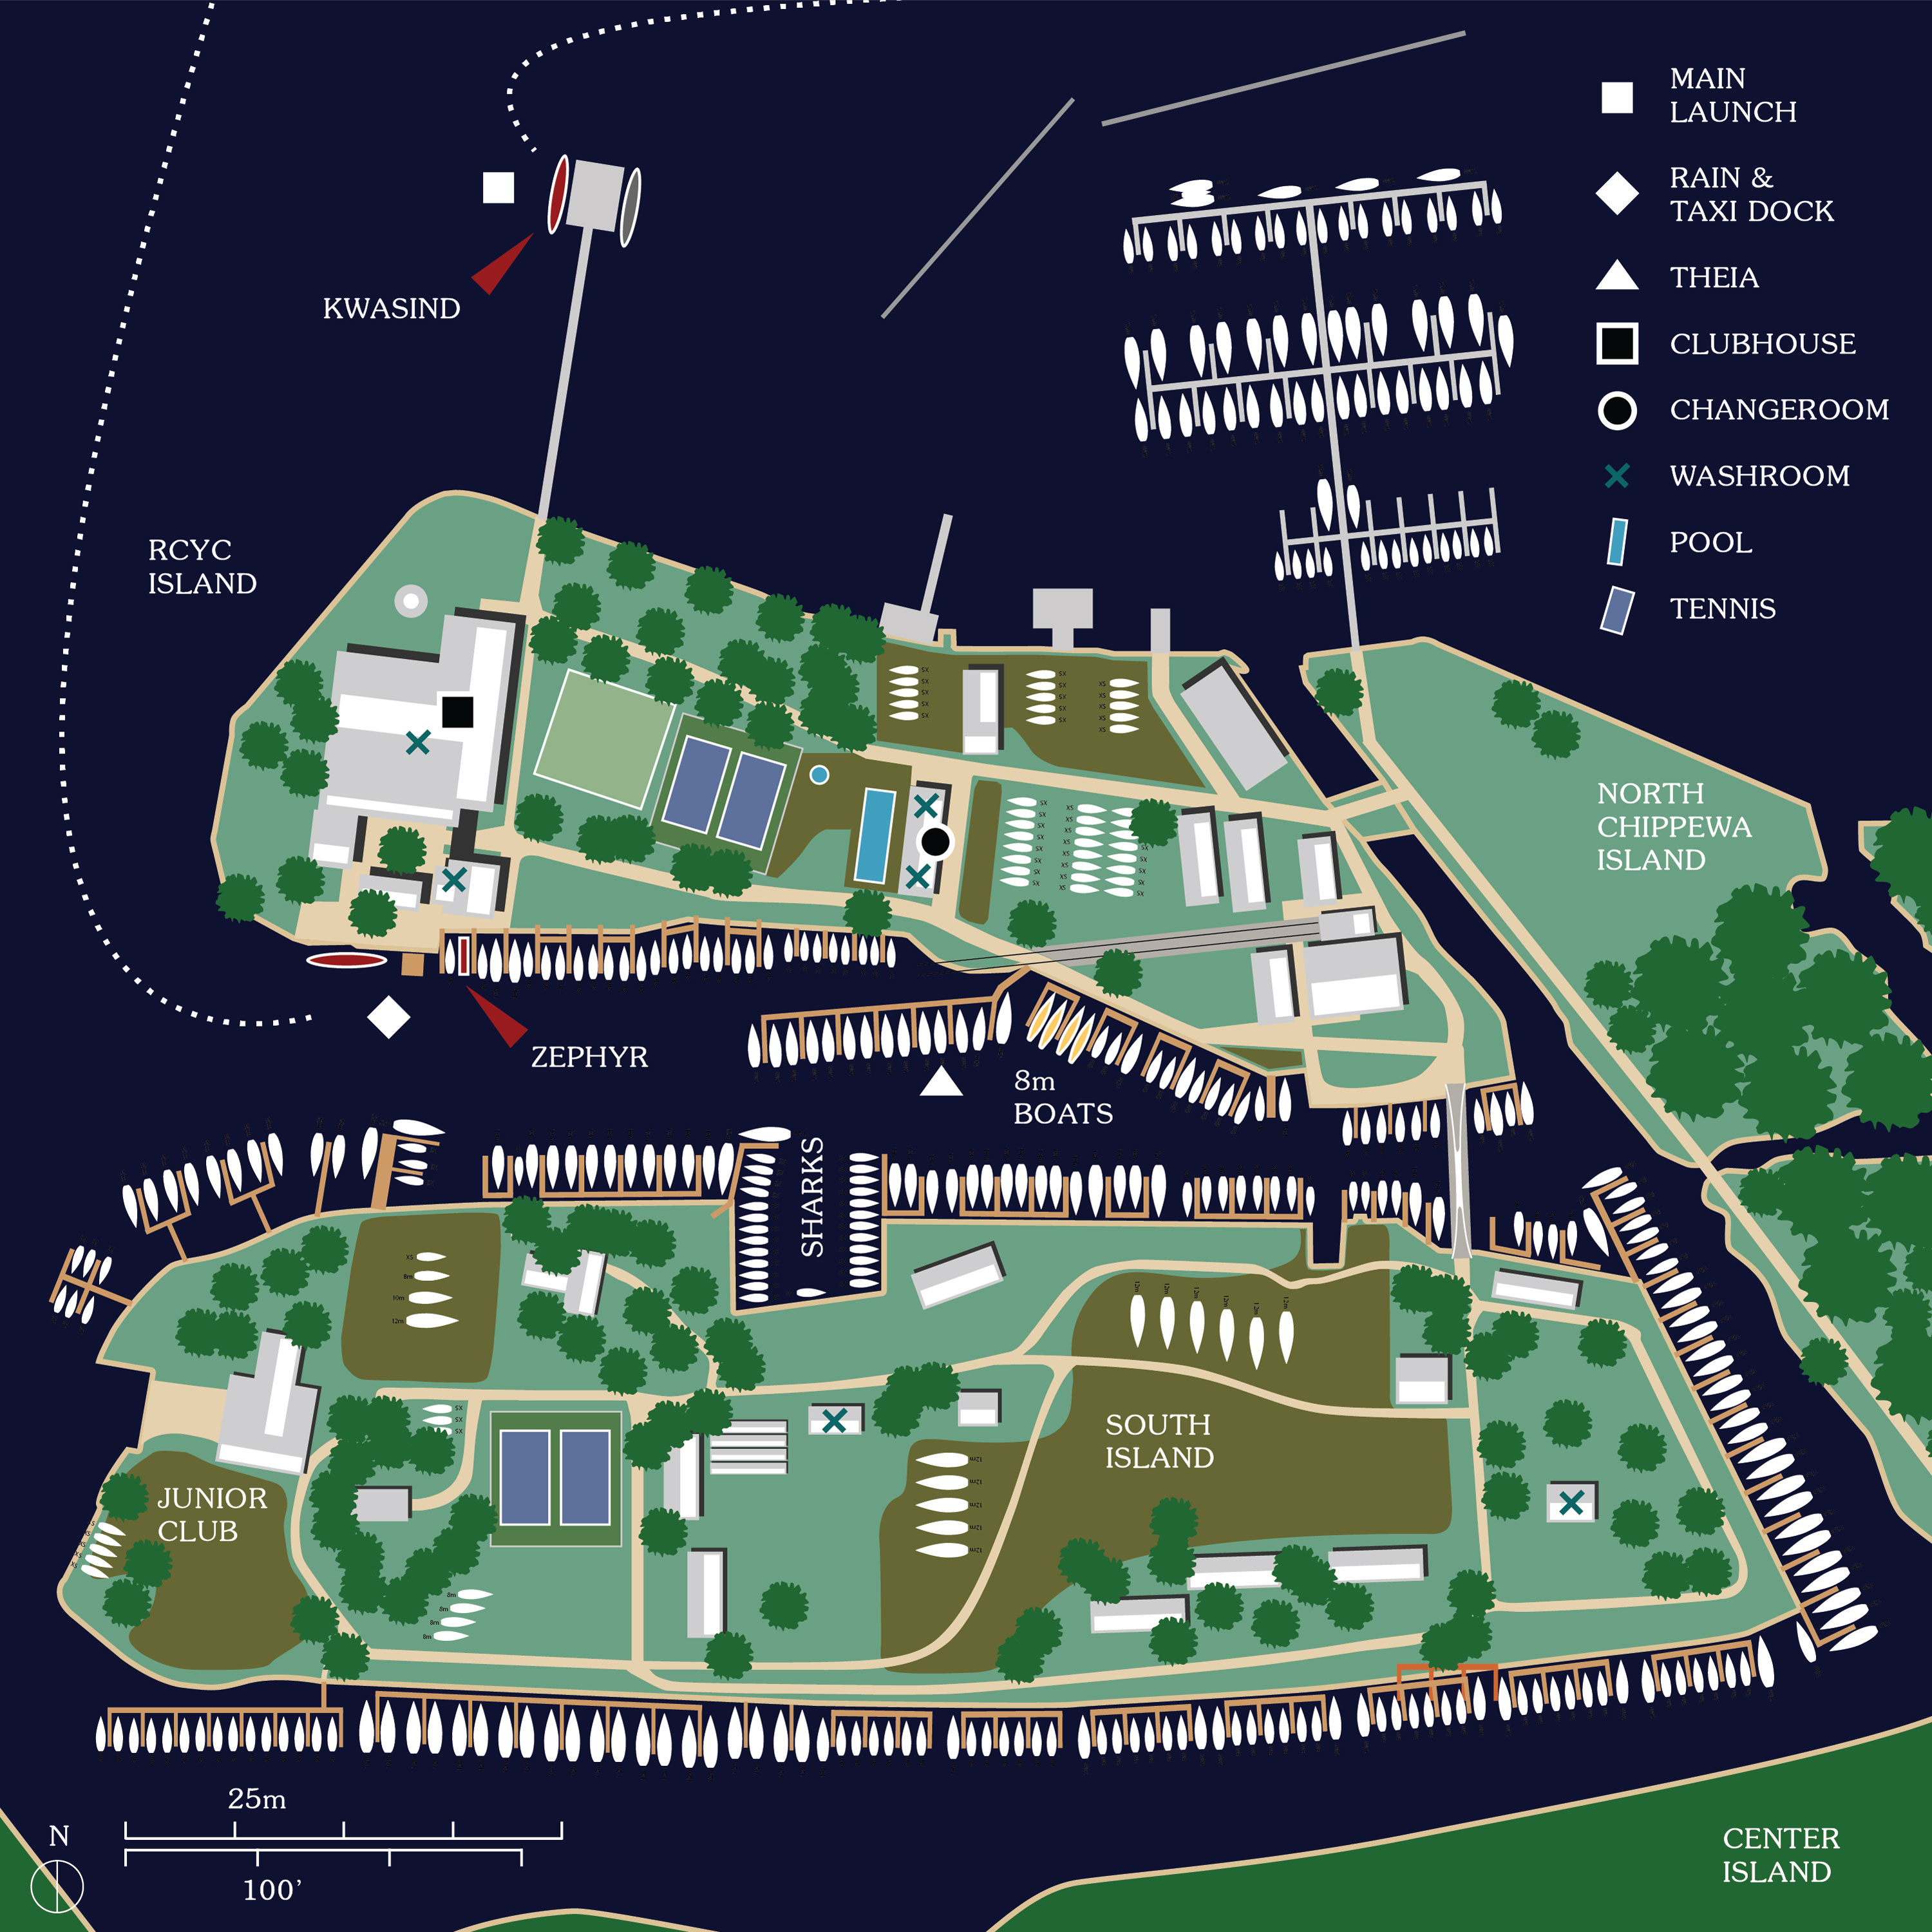 MAIN
LAUNCH
RAIN &
TAXI DOCK
THEIA
CLUBHOUSE
CHANGEROOM
WASHROOM
POOL
TENNIS
KWASIND
RCYC
ISLAND
NORTH
CHIPPEWA
ISLAND
ZEPHYR
8m
BOATS
SHARKS
SOUTH
ISLAND
JUNIOR
CLUB
25m
N
100'
CENTER
ISLAND